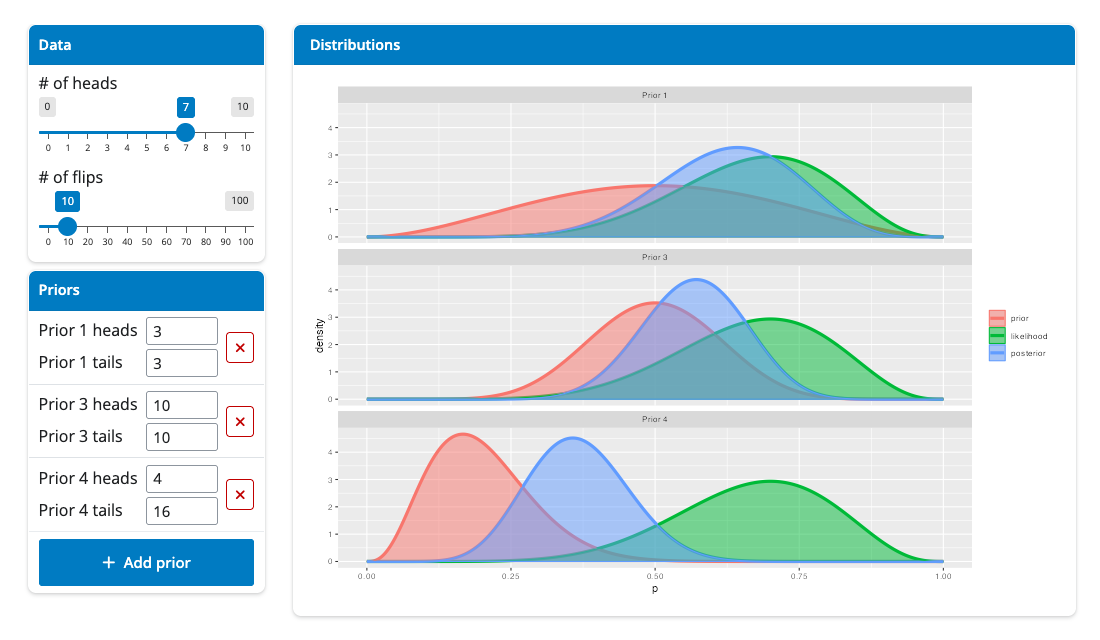 Data
# of heads
0 7 10
0 1 2 3 4 5 6 7 8 9 10
# of flips
10 100
0 10 20 30 40 50 60 70 80 90 100
Priors
Prior 1 heads 3
Prior 1 tails 3
×
Prior 3 heads 10
Prior 3 tails 10
×
Prior 4 heads 4
Prior 4 tails 16
×
+ Add prior
Distributions
Prior 1
4
3
2
1
0
Prior 3
4
3
2
1
0
Prior 4
4
3
2
1
0
0.00 0.25 0.50 0.75 1.00
p
density
prior
likelihood
posterior